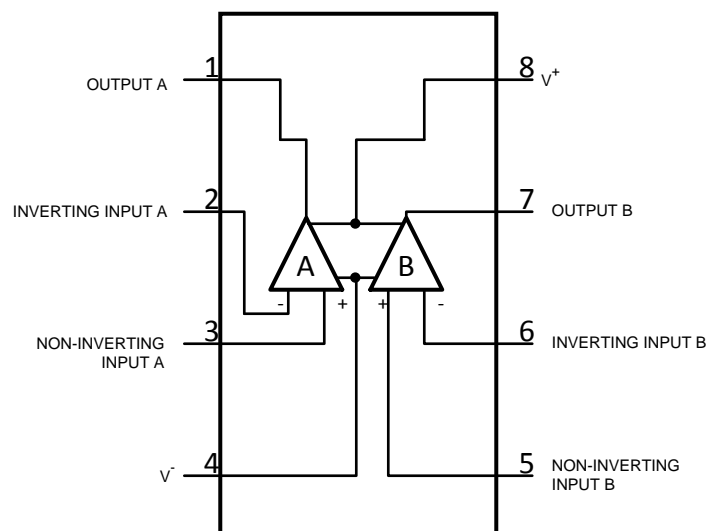 1
OUTPUT A
8
V+
2
INVERTING INPUT A
7
OUTPUT B
A
B
-
+
+
-
3
NON-INVERTING
INPUT A
6
INVERTING INPUT B
4
V-
5
NON-INVERTING
INPUT B